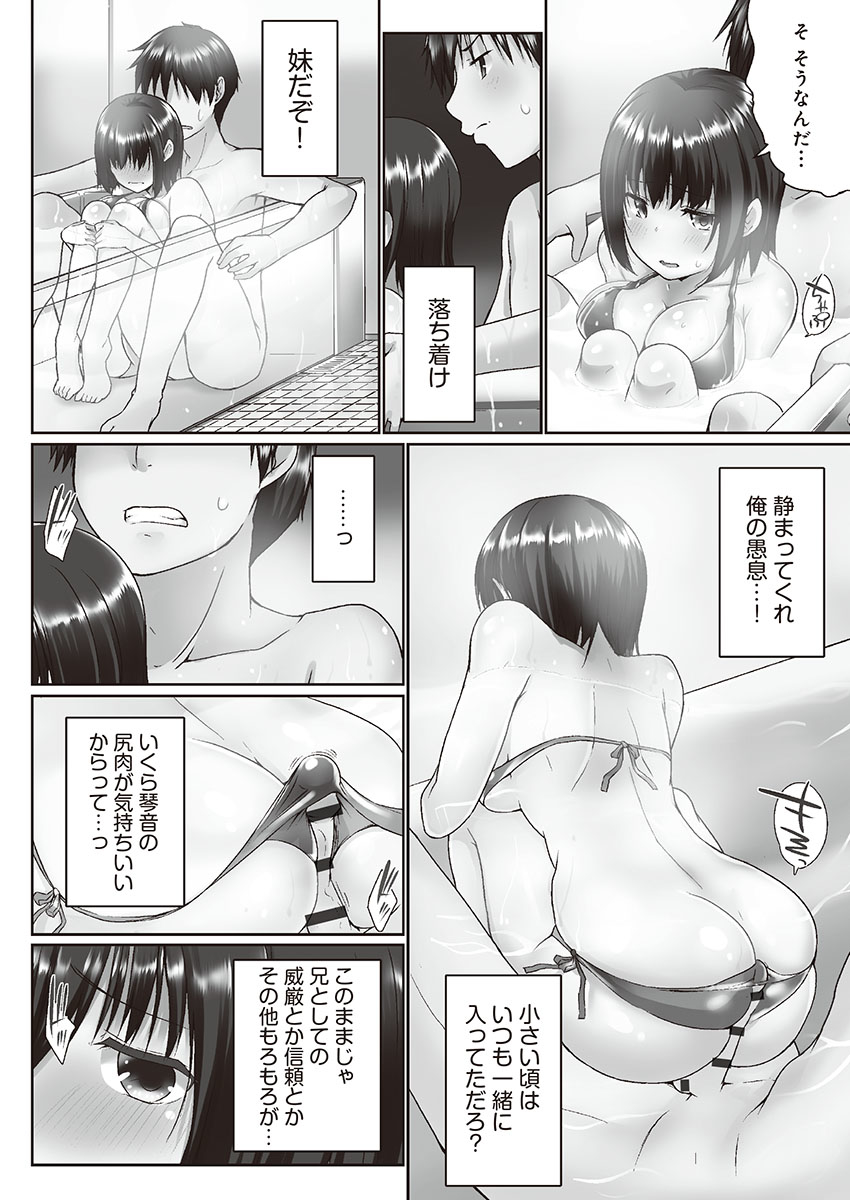 そ そうなんだ…
ちゃぷ
落ち着け
妹だぞ！
静まってくれ
俺の愚息…！
小さい頃は
いつも一緒に
入ってただろ？
……っ
いくら琴音の
尻肉が気持ちいい
からって…っ
このままじゃ
兄としての
威厳とか信頼とか
その他もろもろが…